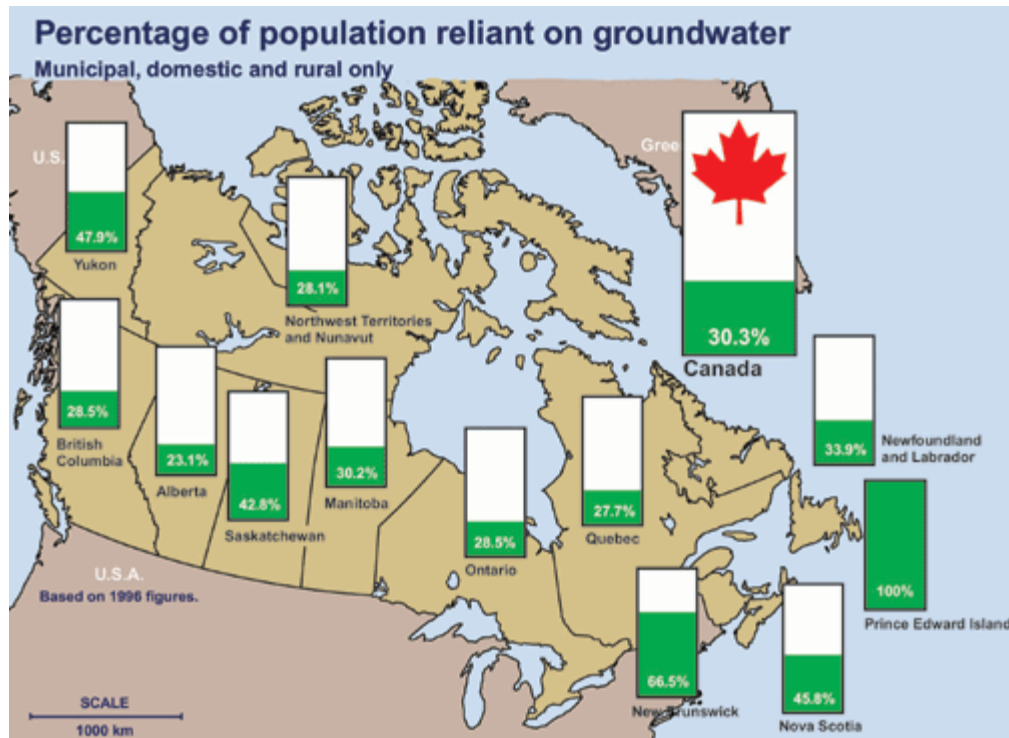 Percentage of population reliant on groundwater
Municipal, domestic and rural only
U.S.
Gree
47.9%
Yukon
28.1%
Northwest Territories
and Nunavut
30.3%
Canada
28.5%
British
Columbia
23.1%
Alberta
42.8%
Saskatchewan
30.2%
Manitoba
28.5%
Ontario
27.7%
Quebec
33.9%
Newfoundland
and Labrador
100%
Prince Edward Island
66.5%
New Brunswick
45.8%
Nova Scotia
U.S.A.
Based on 1996 figures.
SCALE
1000 km